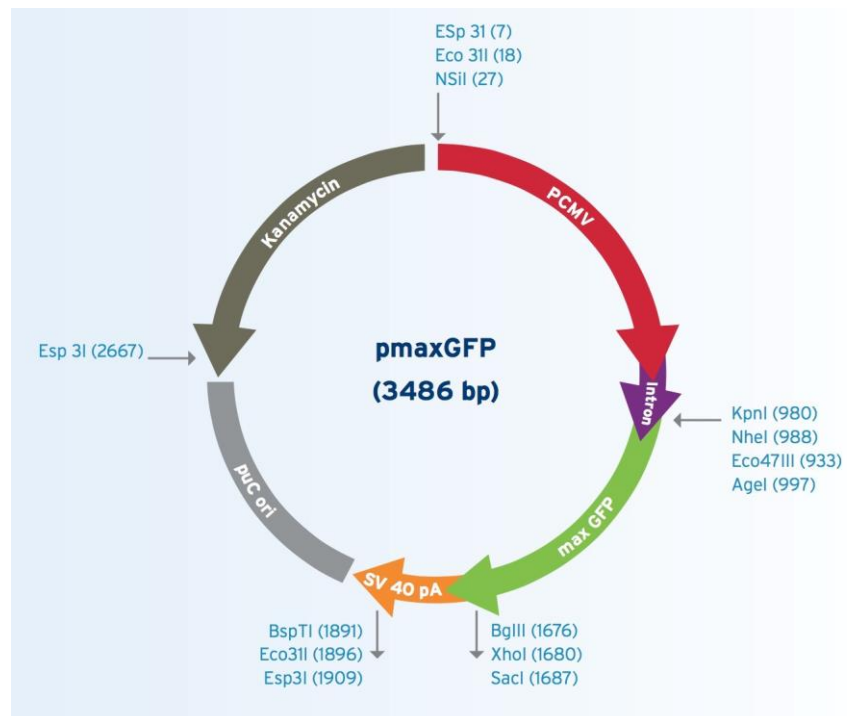 ESp 31 (7)
Eco 31I (18)
NSiI (27)
PCMV
Kanamycin
Esp 3I (2667)
pmaxGFP
(3486 bp)
Intron
KpnI (980)
NheI (988)
Eco47III (933)
AgeI (997)
max GFP
puC ori
SV 40 pA
BspTI (1891)
Eco31I (1896)
Esp3I (1909)
BglII (1676)
XhoI (1680)
SacI (1687)